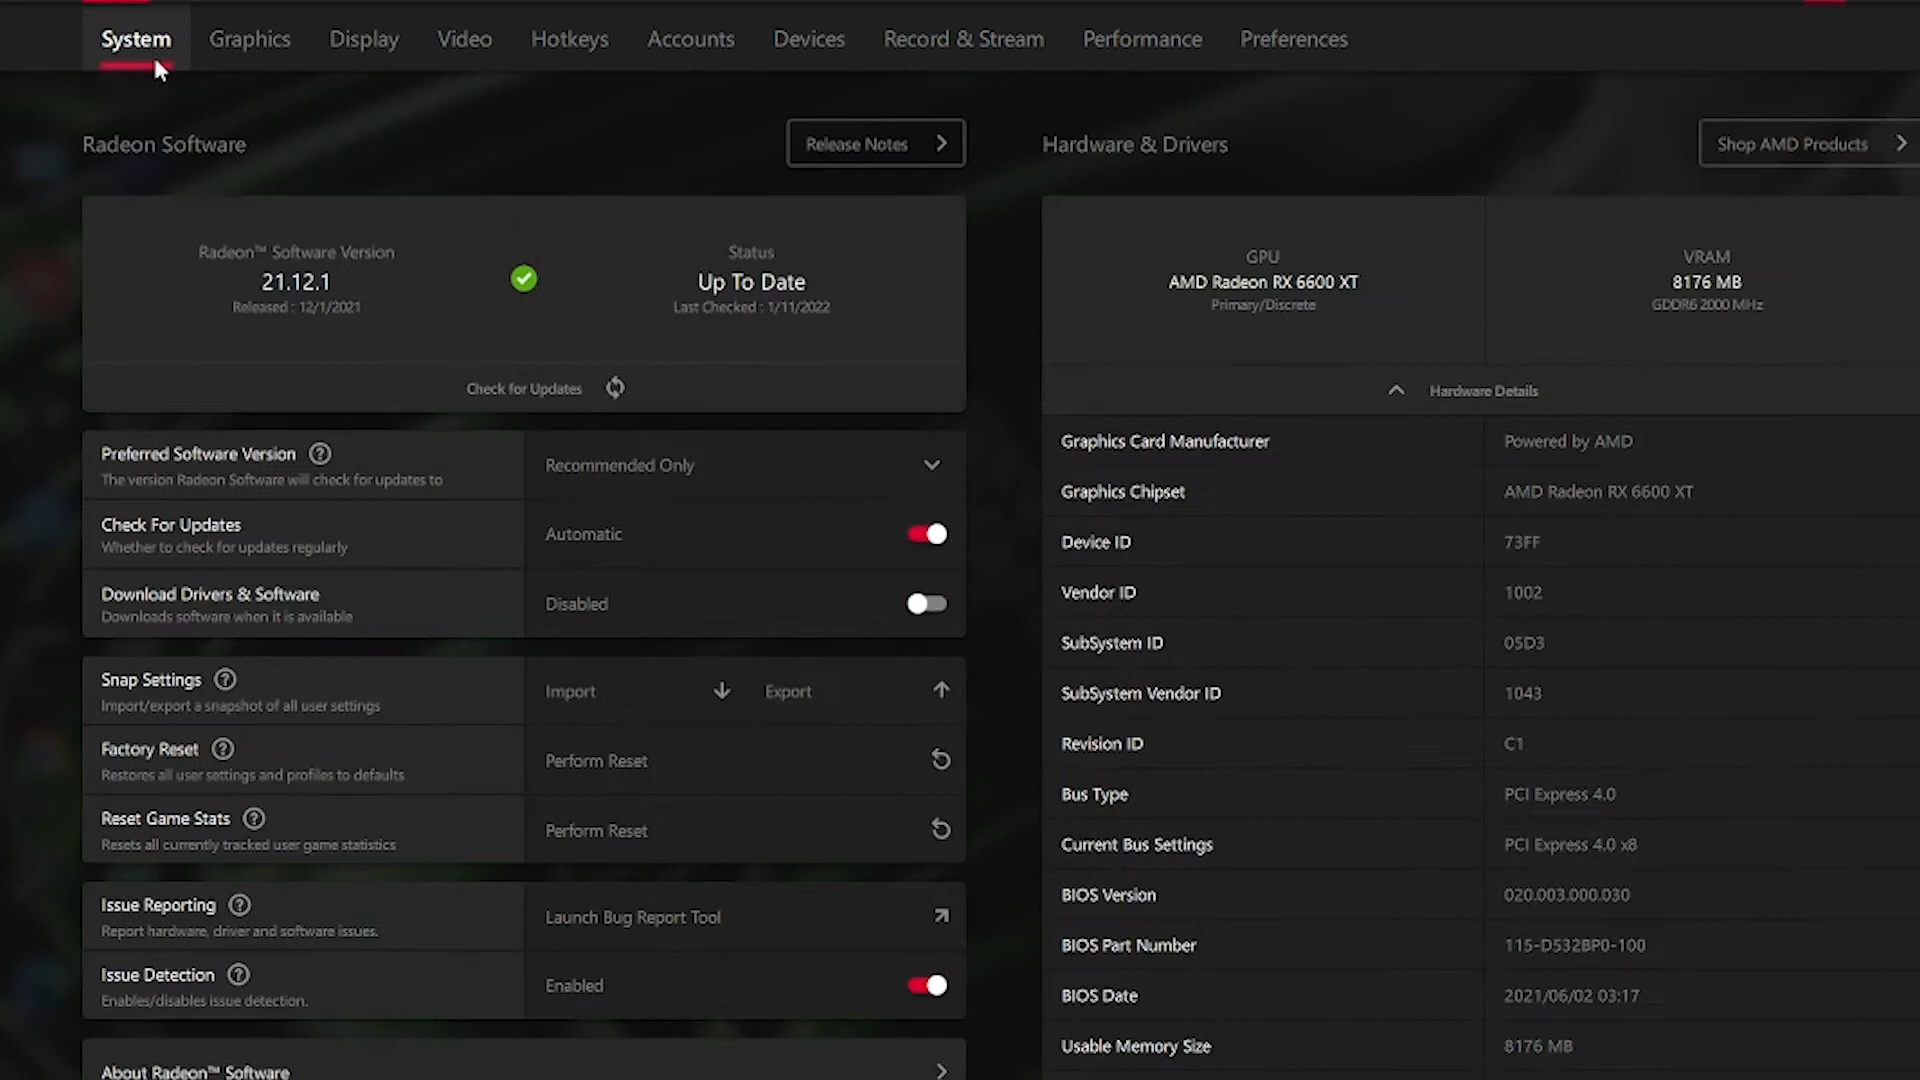 System Graphics Display Video Hotkeys Accounts Devices Record & Stream Performance Preferences
Radeon Software
Release Notes
Radeon™ Software Version
21.12.1
Released : 12/1/2021
Status
Up To Date
Last Checked : 1/11/2022
Check for Updates
Preferred Software Version
The version Radeon Software will check for updates to
Recommended Only
Check For Updates
Whether to check for updates regularly
Automatic
Download Drivers & Software
Downloads software when it is available
Disabled
Snap Settings
Import/export a snapshot of all user settings
Import
Export
Factory Reset
Restores all user settings and profiles to defaults
Perform Reset
Reset Game Stats
Resets all currently tracked user game statistics
Perform Reset
Issue Reporting
Report hardware, driver and software issues.
Launch Bug Report Tool
Issue Detection
Enables/disables issue detection.
Enabled
About Radeon™ Software
Hardware & Drivers
Shop AMD Products
GPU
AMD Radeon RX 6600 XT
Primary/Discrete
VRAM
8176 MB
GDDR6 2000 MHz
Hardware Details
Graphics Card Manufacturer Powered by AMD
Graphics Chipset AMD Radeon RX 6600 XT
Device ID 73FF
Vendor ID 1002
SubSystem ID 05D3
SubSystem Vendor ID 1043
Revision ID C1
Bus Type PCI Express 4.0
Current Bus Settings PCI Express 4.0 x8
BIOS Version 020.003.000.030
BIOS Part Number 115-D532BP0-100
BIOS Date 2021/06/02 03:17
Usable Memory Size 8176 MB